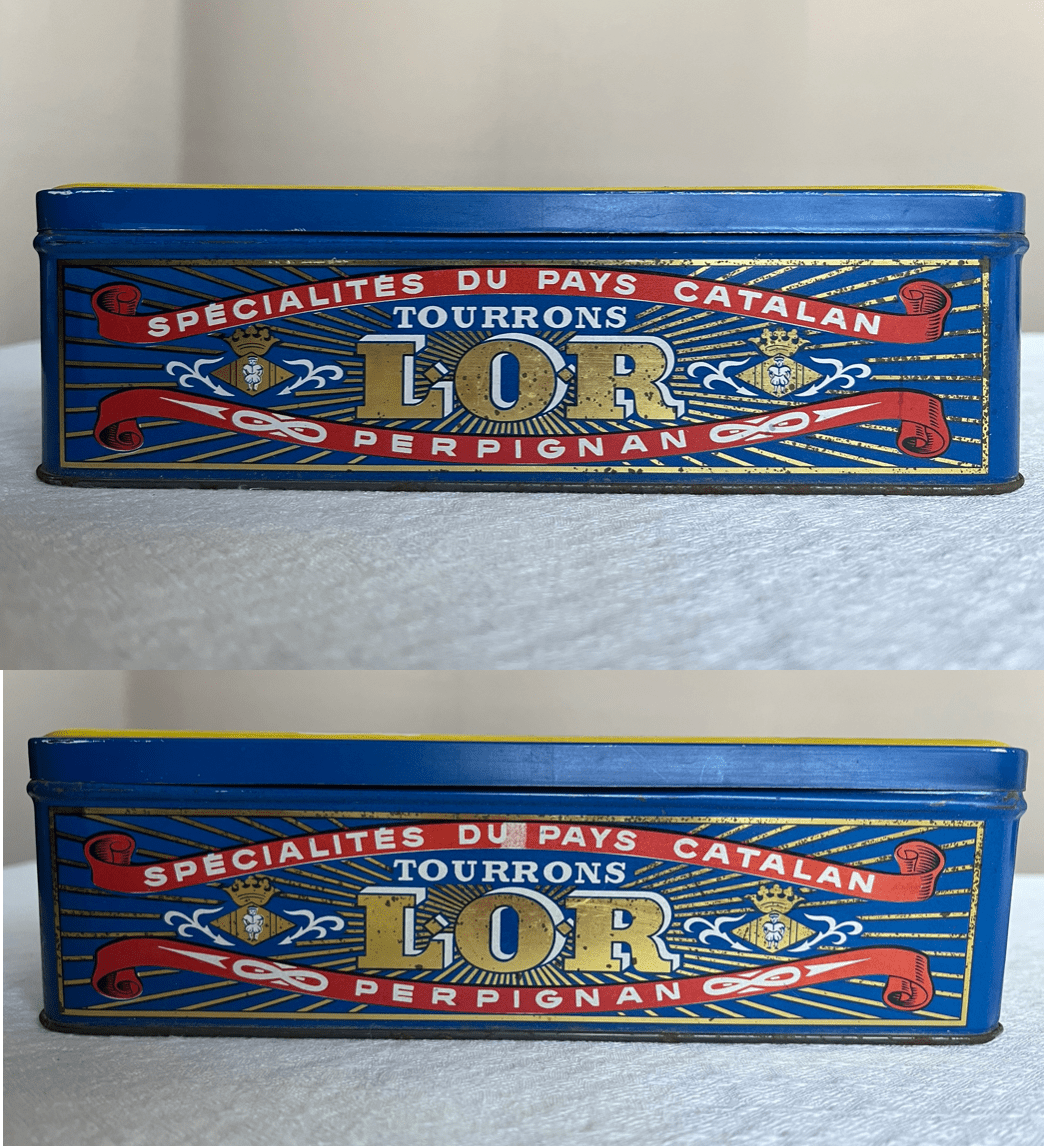 SPÉCIALITÉS DU PAYS CATALAN
TOURRONS
L'OR
PERPIGNAN
SPÉCIALITÉS DU PAYS CATALAN
TOURRONS
L'OR
PERPIGNAN